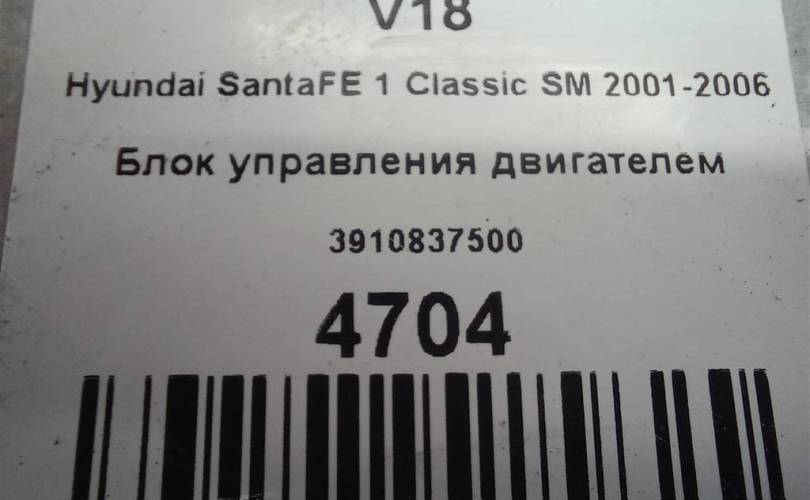 V18
Hyundai SantaFE 1 Classic SM 2001-2006
Блок управления двигателем
3910837500
4704